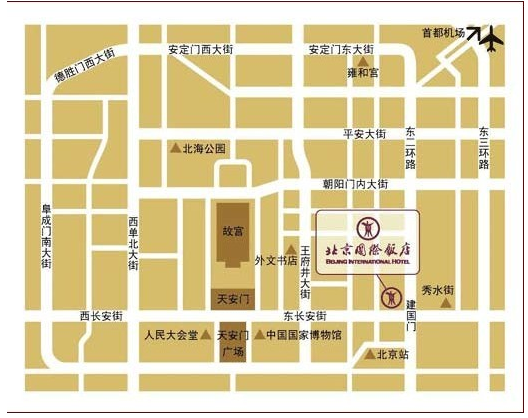 首都机场
德胜门西大街
安定门西大街
安定门东大街
雍和宫
平安大街
东二环路
东三环路
北海公园
朝阳门内大街
阜成门南大街
西单北大街
故宫
外文书店
王府井大街
北京国际饭店
BEIJING INTERNATIONAL HOTEL
天安门
秀水街
建国门
西长安街
东长安街
人民大会堂
天安门
广场
中国国家博物馆
北京站